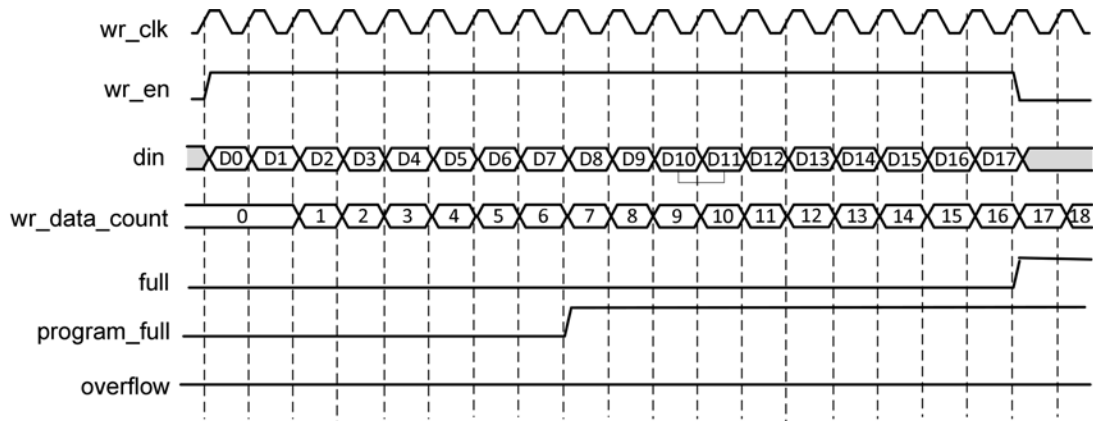 wr_clk
wr_en
din D0 D1 D2 D3 D4 D5 D6 D7 D8 D9 D10 D11 D12 D13 D14 D15 D16 D17
wr_data_count 0 1 2 3 4 5 6 7 8 9 10 11 12 13 14 15 16 17 18
full
program_full
overflow